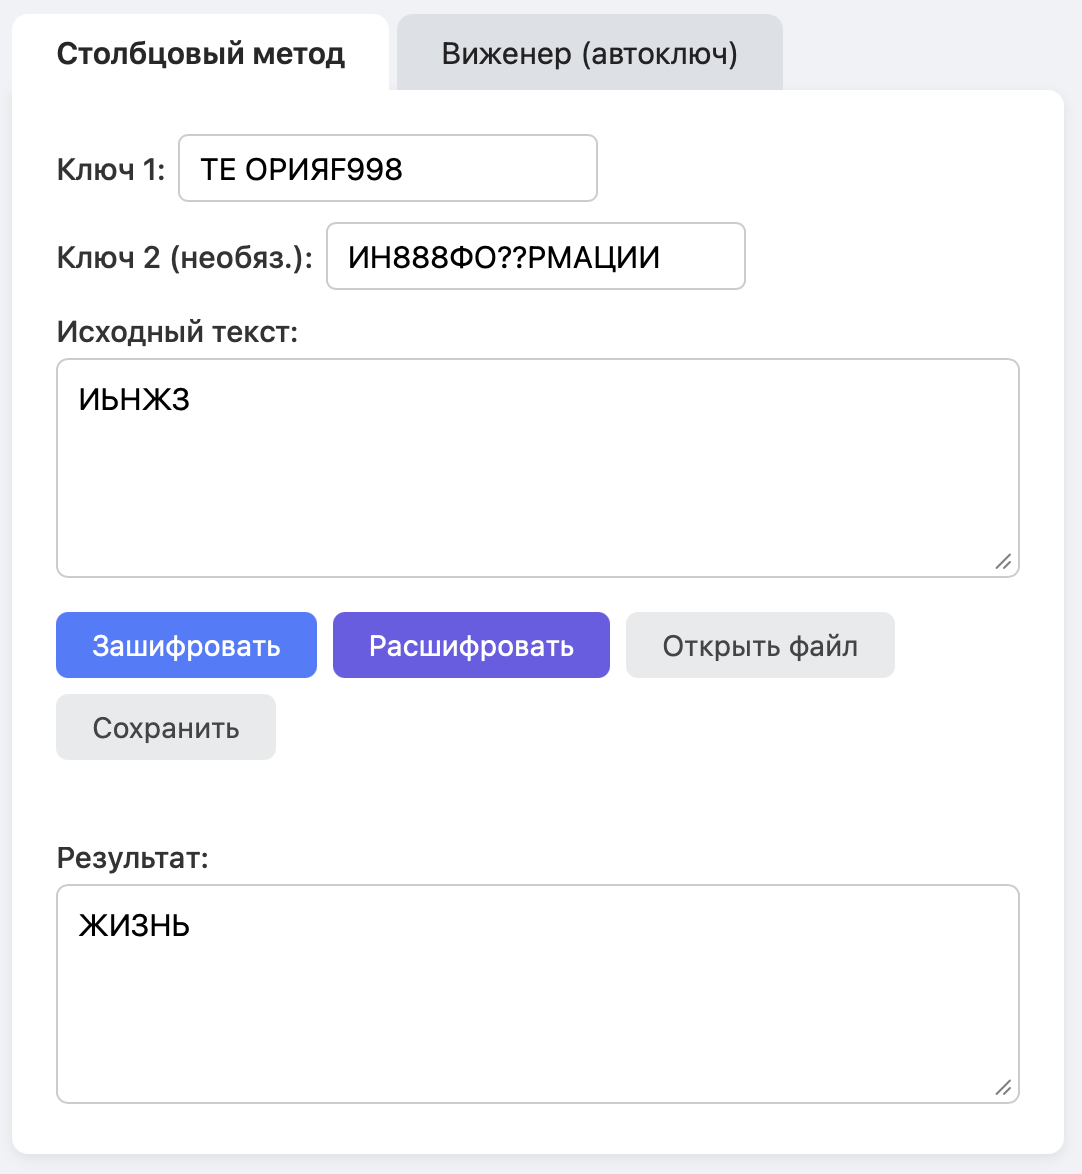 Столбцовый метод
Виженер (автоключ)
Ключ 1: ТЕ ОРИЯF998
Ключ 2 (необяз.): ИН888ФО??РМАЦИИ
Исходный текст:
ИЬНЖЗ
Зашифровать Расшифровать Открыть файл
Сохранить
Результат:
ЖИЗНЬ